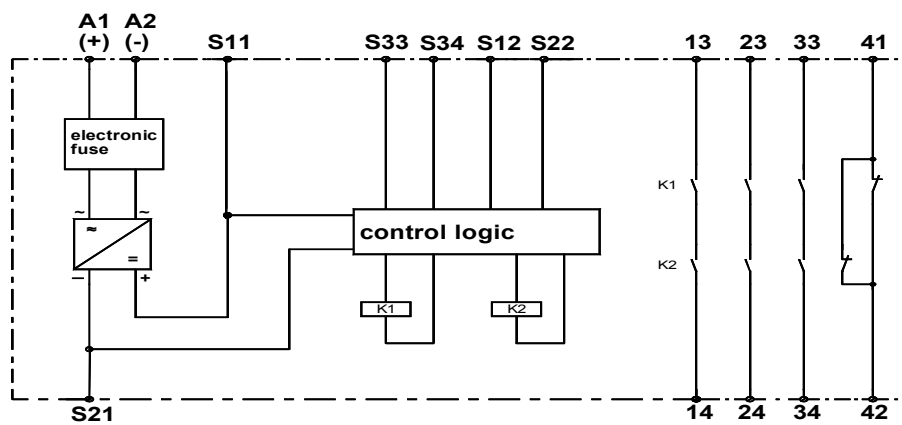 A1 A2
(+) (-) S11 S33 S34 S12 S22 13 23 33 41
electronic
fuse
K1
~ ~
≈
control logic
=
K2
– +
K1 K2
S21 14 24 34 42